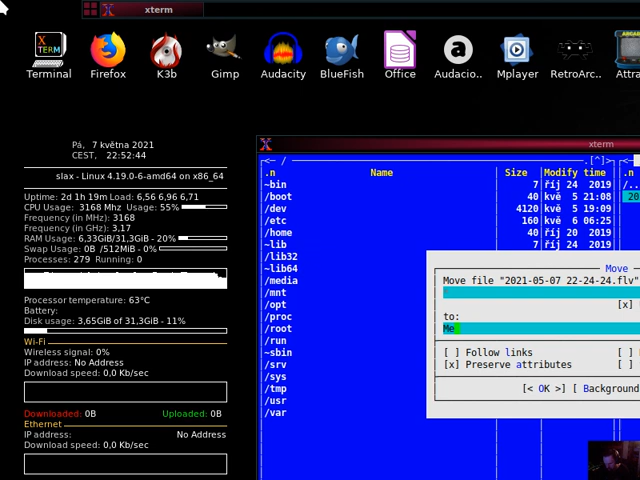 xterm
XTERM
Terminal
Firefox
K3b
Gimp
Audacity
BlueFish
Office
a
Audacio..
Mplayer
RetroArc..
ARCADE
Attra
Pá, 7 května 2021
CEST, 22:52:44
slax - Linux 4.19.0-6-amd64 on x86_64
Uptime: 2d 1h 19m Load: 6,56 6,96 6,71
CPU Usage: 3168 Mhz Usage: 55%
Frequency (in MHz): 3168
Frequency (in GHz): 3,17
RAM Usage: 6,33GiB/31,3GiB - 20%
Swap Usage: 0B /512MiB - 0%
Processes: 279 Running: 0
Processor temperature: 63°C
Battery:
Disk usage: 3,65GiB of 31,3GiB - 11%
Wi-Fi
Wireless signal: 0%
IP address: No Address
Download speed: 0,0 Kb/sec
Downloaded: 0B Uploaded: 0B
Ethernet
IP address: No Address
Download speed: 0,0 Kb/sec
xterm
<─ / .[^]> <─
.n Name Size Modify time .n
~bin 7 říj 24 2019 /..
/boot 40 kvě 5 21:08 20
/dev 4120 kvě 5 19:09
/etc 160 kvě 6 06:25
/home 40 říj 20 2019
~lib 7 říj 24 2019
/lib32
~lib64
/media
/mnt
/opt
/proc
/root
/run
~sbin
/srv
/sys
/tmp
/usr
/var
Move
Move file "2021-05-07 22-24-24.flv"
[x]
to:
Me
[ ] Follow links [ ]
[x] Preserve attributes [ ]
[< OK >] [ Background